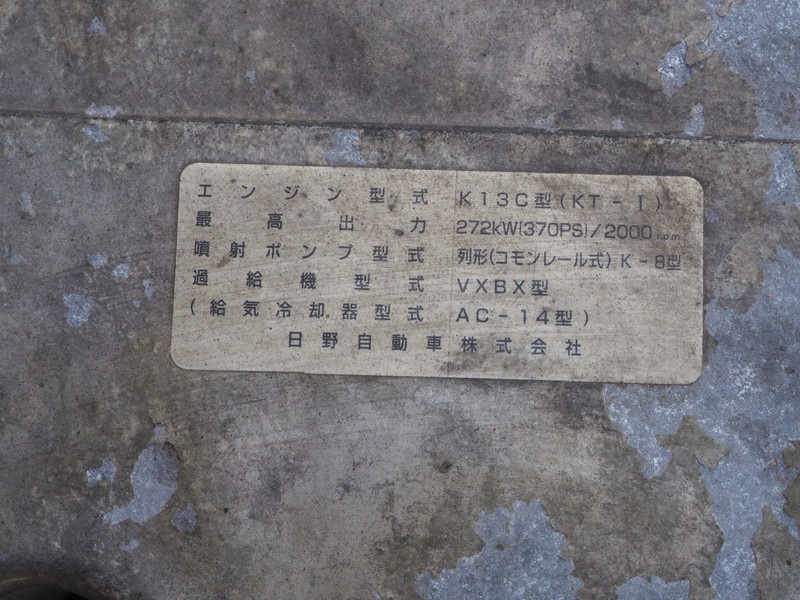 エンジン型式 K13C型(KT-I)
最高出力 272kW(370PS)/2000r.p.m.
噴射ポンプ型式 列形(コモンレール式)K-8型
過給機型式 VXBX型
(給気冷却器型式 AC-14型)
日野自動車株式会社